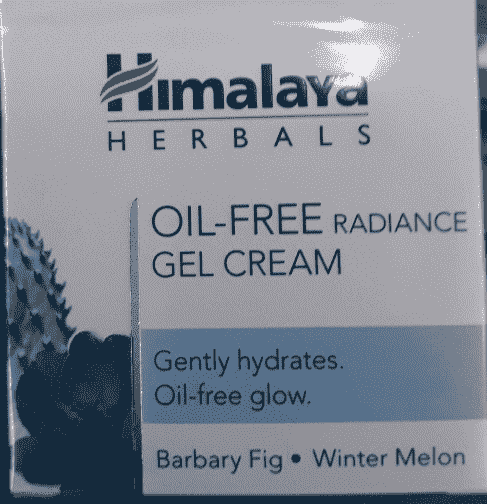 Himalaya
HERBALS
OIL-FREE RADIANCE
GEL CREAM
Gently hydrates.
Oil-free glow.
Barbary Fig • Winter Melon